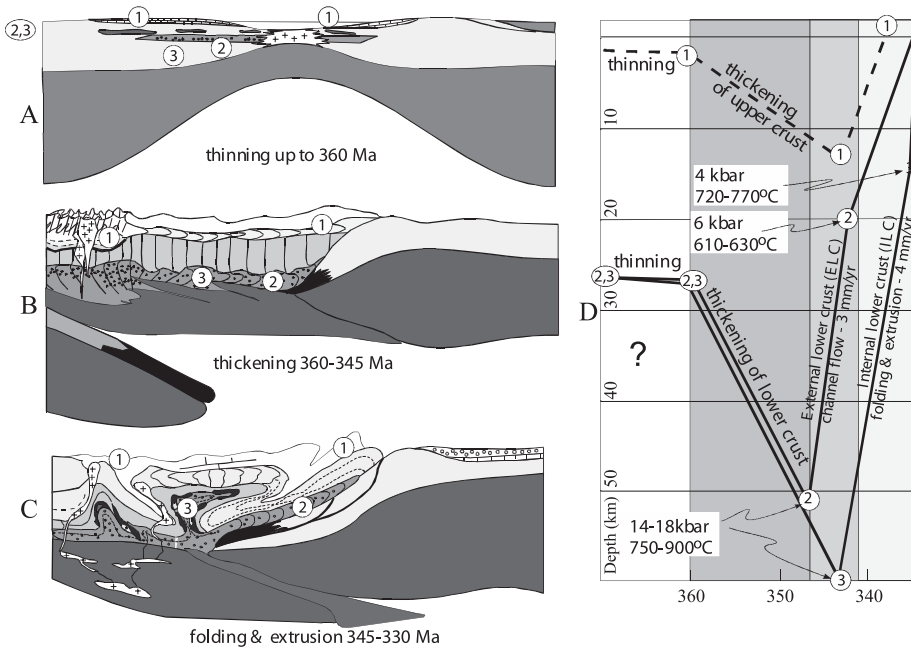 2,3
1
1
2
3
A
thinning up to 360 Ma
1
1
3
2
B
thickening 360-345 Ma
1
1
3
2
C
folding & extrusion 345-330 Ma
1
1
thinning
thickening
of upper crust
1
10
4 kbar
720-770ºC
20
2
6 kbar
610-630ºC
thinning
2,3
2,3
30
D
?
thickening of lower crust
External lower crust (ELC)
channel flow - 3 mm/yr
Internal lower crust (ILC)
folding & extrusion - 4 mm/yr
40
50
2
14-18kbar
750-900ºC
Depth (km)
3
360
350
340